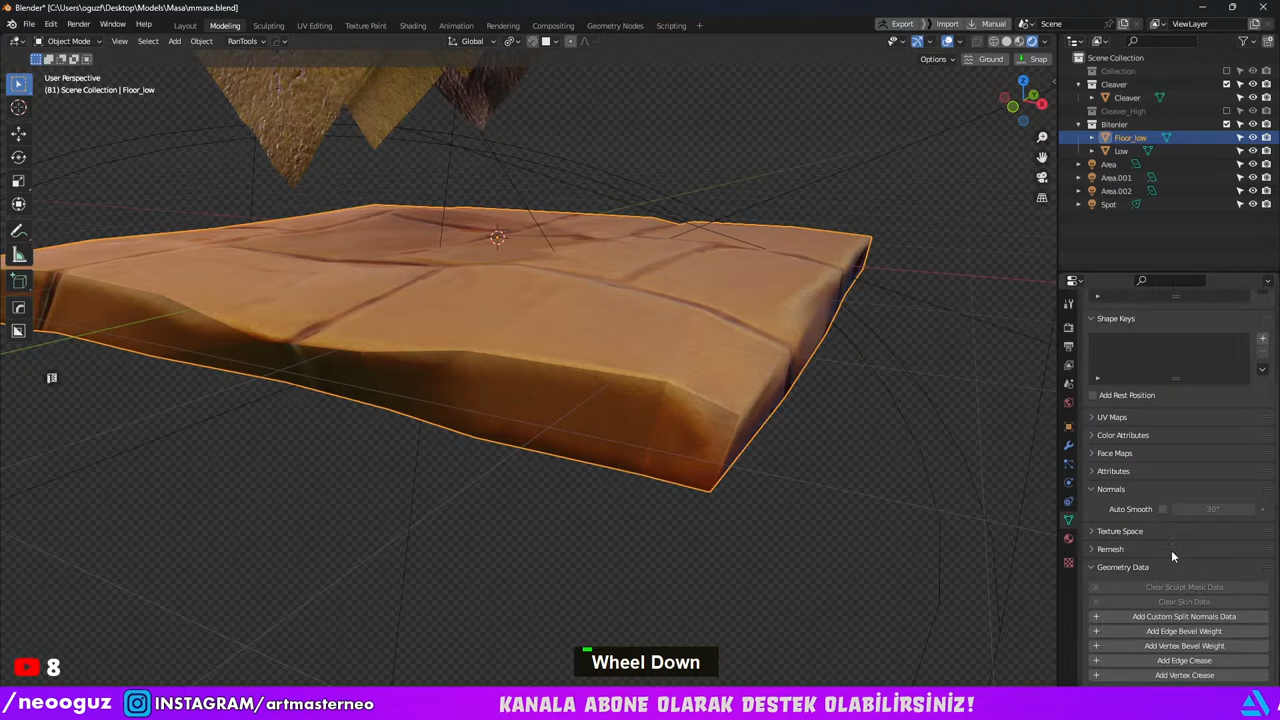 Blender* [C:\Users\oguzt\Desktop\Models\Masa\mmase.blend]
File Edit Render Window Help Layout Modeling Sculpting UV Editing Texture Paint Shading Animation Rendering Compositing Geometry Nodes Scripting + Export Import Manual Scene ViewLayer
Object Mode View Select Add Object RanTools Global
Options Ground Snap
User Perspective
(81) Scene Collection | Floor_low
Z
Y
X
Scene Collection
Collection
Cleaver
Cleaver
Cleaver_High
Bitenler
Floor_low
Low
Area
Area.001
Area.002
Spot
Shape Keys
Add Rest Position
UV Maps
Color Attributes
Face Maps
Attributes
Normals
Auto Smooth 30°
Texture Space
Remesh
Geometry Data
Clear Sculpt Mask Data
Clear Skin Data
Add Custom Split Normals Data
Add Edge Bevel Weight
Add Vertex Bevel Weight
Add Edge Crease
Add Vertex Crease
Wheel Down
8
/neooguz INSTAGRAM/artmasterneo KANALA ABONE OLARAK DESTEK OLABİLİRSİNİZ!